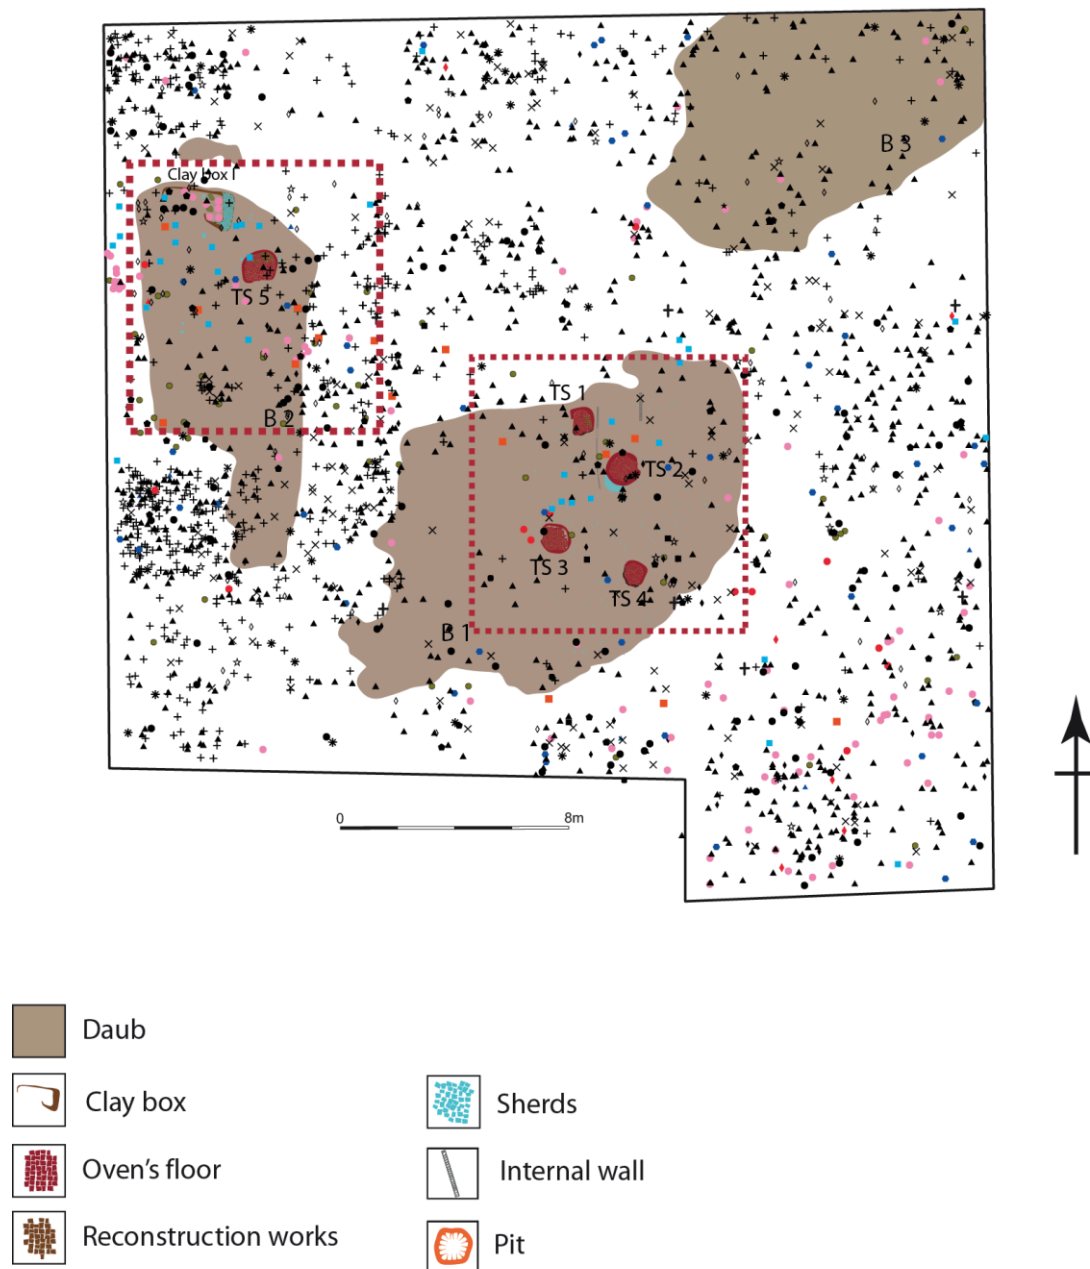 B 3
Clay box I
TS 5
TS 1
B 2
TS 2
TS 3
TS 4
B 1
0 8m
Daub
Clay box
Sherds
Oven's floor
Internal wall
Reconstruction works
Pit